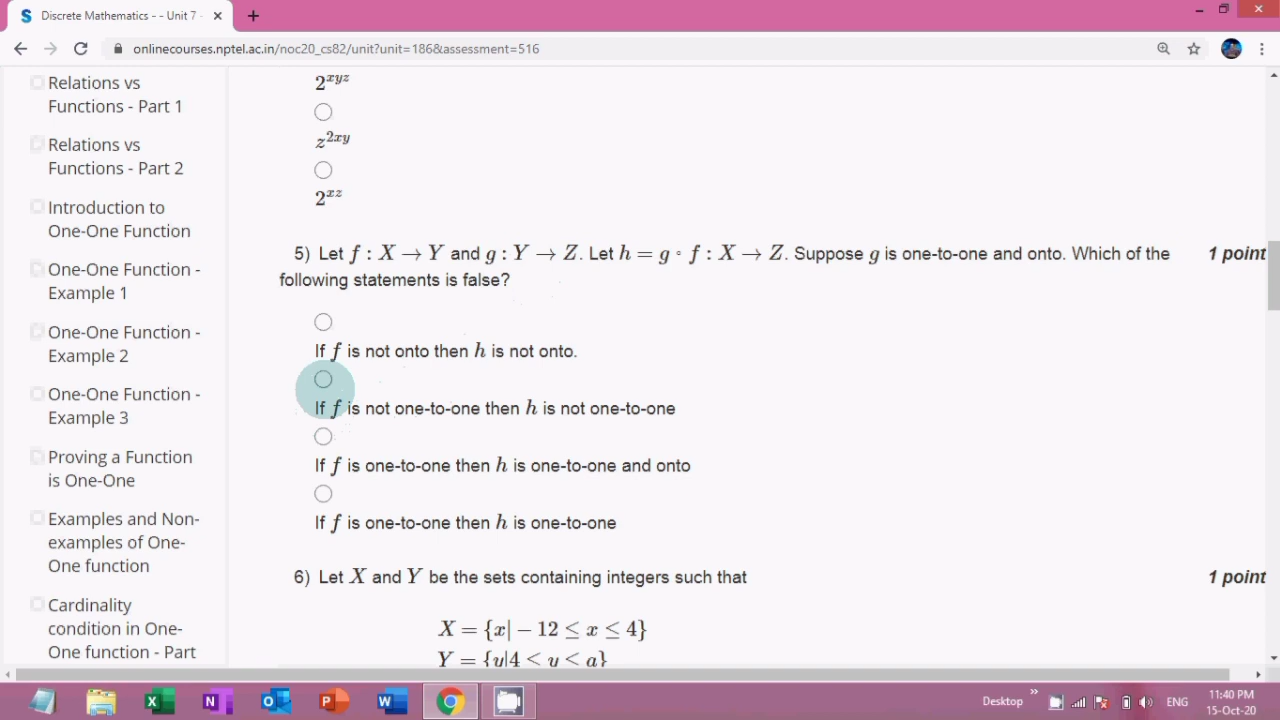 Discrete Mathematics - - Unit 7 -
onlinecourses.nptel.ac.in/noc20_cs82/unit?unit=186&assessment=516
Relations vs
Functions - Part 1
Relations vs
Functions - Part 2
Introduction to
One-One Function
One-One Function -
Example 1
One-One Function -
Example 2
One-One Function -
Example 3
Proving a Function
is One-One
Examples and Non-
examples of One-
One function
Cardinality
condition in One-
One function - Part
2^{xyz}
z^{2xy}
2^{xz}
5) Let f : X → Y and g : Y → Z. Let h = g ∘ f : X → Z. Suppose g is one-to-one and onto. Which of the 1 point
following statements is false?
If f is not onto then h is not onto.
If f is not one-to-one then h is not one-to-one
If f is one-to-one then h is one-to-one and onto
If f is one-to-one then h is one-to-one
6) Let X and Y be the sets containing integers such that 1 point
X = {x| − 12 ≤ x ≤ 4}
Desktop
ENG
11:40 PM
15-Oct-20